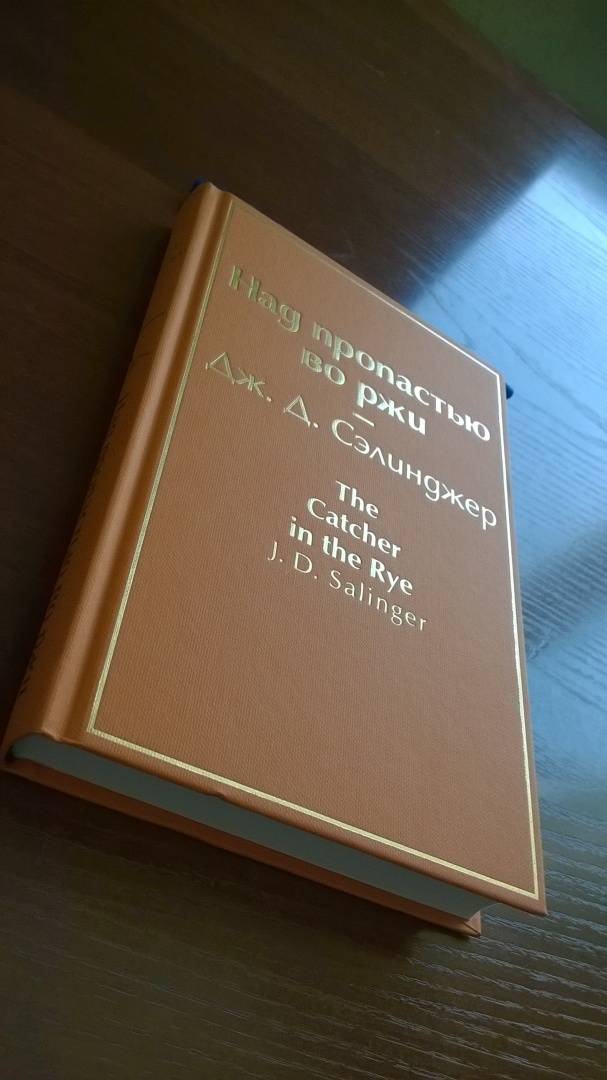 Над пропастью
во ржи
Дж. Д. Сэлинджер
The
Catcher
in the Rye
J. D. Salinger